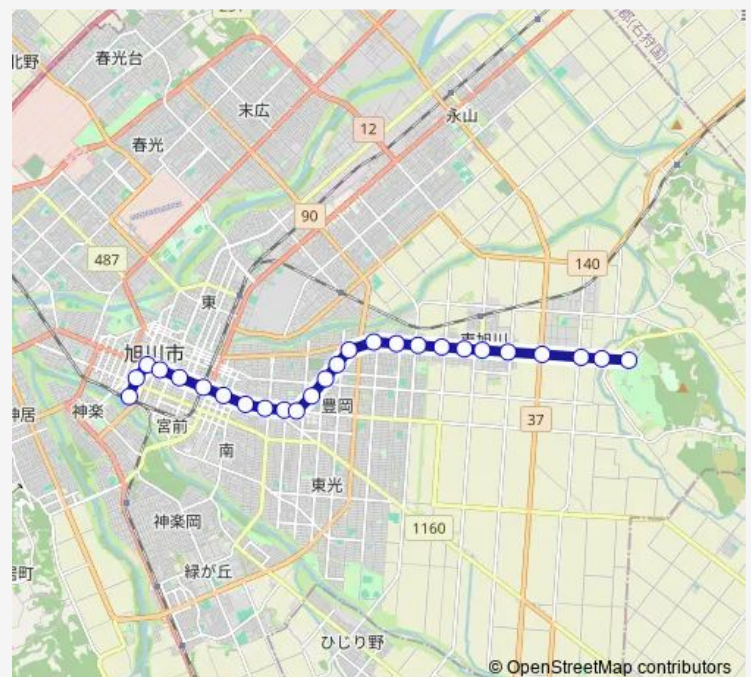 北野
春光台
末広
12
永山
春光
90
487
140
東
東旭川
旭川市
神居
神楽
宮前
豊岡
37
南
東光
神楽岡
1160
緑が丘
ひじり野
© OpenStreetMap contributors